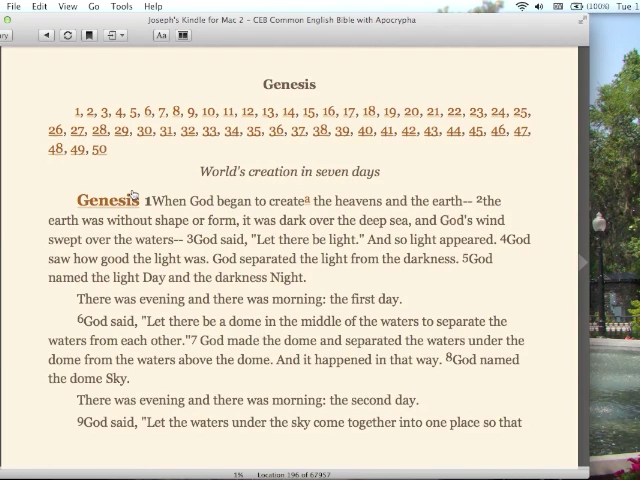 File Edit View Go Tools Help (100%) Tue 1
Joseph's Kindle for Mac 2 – CEB Common English Bible with Apocrypha
ary Aa
Genesis
1, 2, 3, 4, 5, 6, 7, 8, 9, 10, 11, 12, 13, 14, 15, 16, 17, 18, 19, 20, 21, 22, 23, 24, 25,
26, 27, 28, 29, 30, 31, 32, 33, 34, 35, 36, 37, 38, 39, 40, 41, 42, 43, 44, 45, 46, 47,
48, 49, 50
World's creation in seven days
Genesis 1When God began to createa the heavens and the earth-- 2the
earth was without shape or form, it was dark over the deep sea, and God's wind
swept over the waters-- 3God said, "Let there be light." And so light appeared. 4God
saw how good the light was. God separated the light from the darkness. 5God
named the light Day and the darkness Night.
There was evening and there was morning: the first day.
6God said, "Let there be a dome in the middle of the waters to separate the
waters from each other."7 God made the dome and separated the waters under the
dome from the waters above the dome. And it happened in that way. 8God named
the dome Sky.
There was evening and there was morning: the second day.
9God said, "Let the waters under the sky come together into one place so that
1% Location 196 of 67957